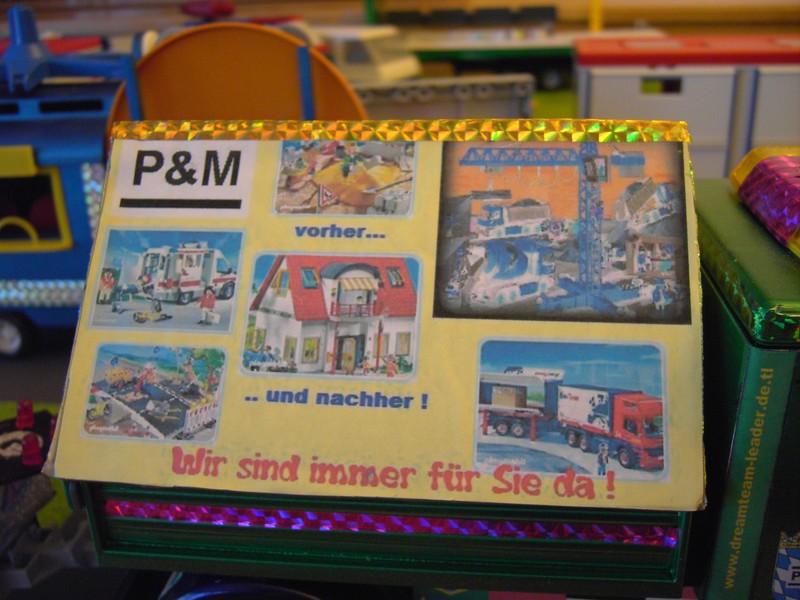 P&M
vorher...
.. und nachher !
Wir sind immer für Sie da !
www.dreamteam-leader.de.tl